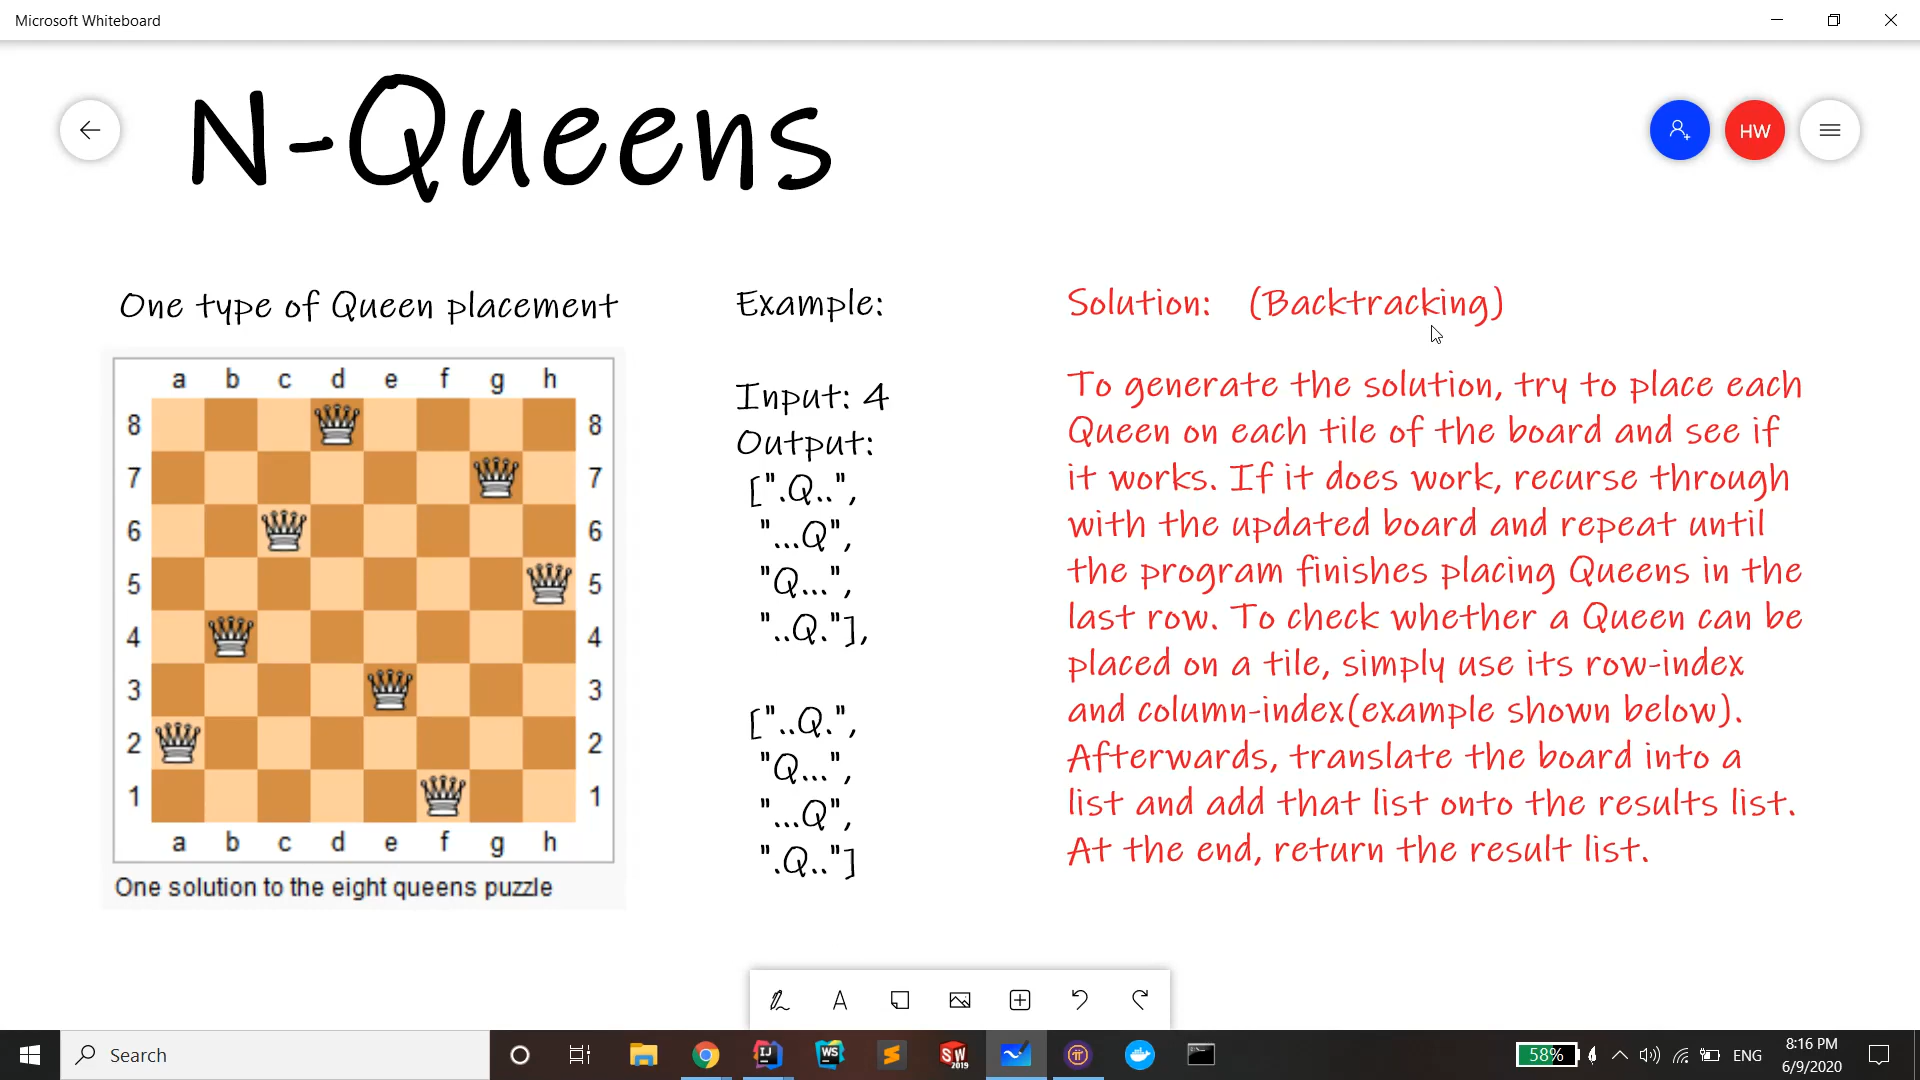 Microsoft Whiteboard
N-Queens
HW
One type of Queen placement
a b c d e f g h
8 8
7 7
6 6
5 5
4 4
3 3
2 2
1 1
a b c d e f g h
One solution to the eight queens puzzle
Example:
Input: 4
Output:
[".Q..",
"...Q",
"Q...",
"..Q."],
["..Q.",
"Q...",
"...Q",
".Q.."]
Solution: (Backtracking)
To generate the solution, try to place each
Queen on each tile of the board and see if
it works. If it does work, recurse through
with the updated board and repeat until
the program finishes placing Queens in the
last row. To check whether a Queen can be
placed on a tile, simply use its row-index
and column-index(example shown below).
Afterwards, translate the board into a
list and add that list onto the results list.
At the end, return the result list.
A
Search
IJ
WS
SW
2019
π
58%
ENG
8:16 PM
6/9/2020